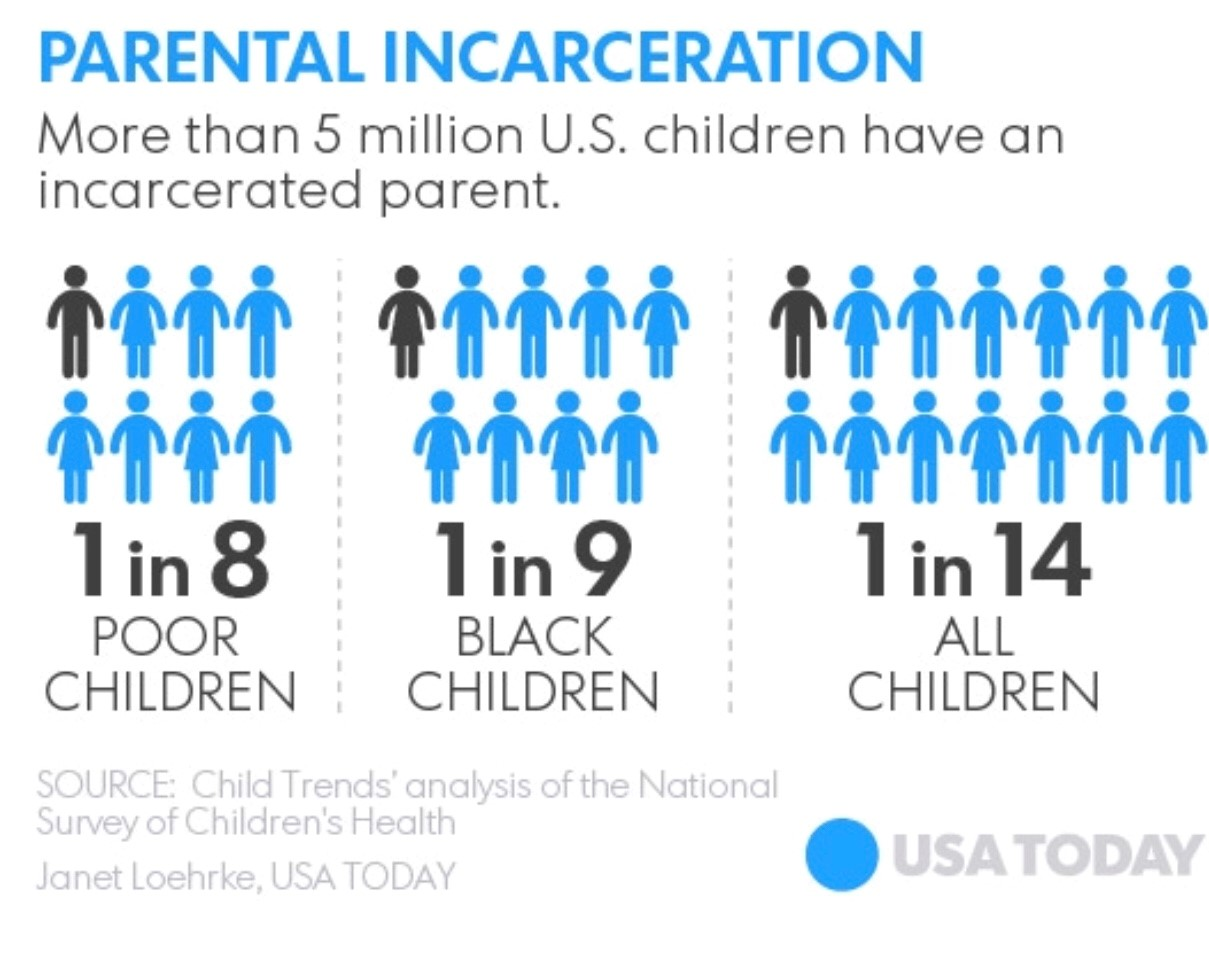 PARENTAL INCARCERATION
More than 5 million U.S. children have an
incarcerated parent.
1 in 8
POOR
CHILDREN
1 in 9
BLACK
CHILDREN
1 in 14
ALL
CHILDREN
SOURCE: Child Trends’ analysis of the National
Survey of Children's Health
Janet Loehrke, USA TODAY
USA TODAY